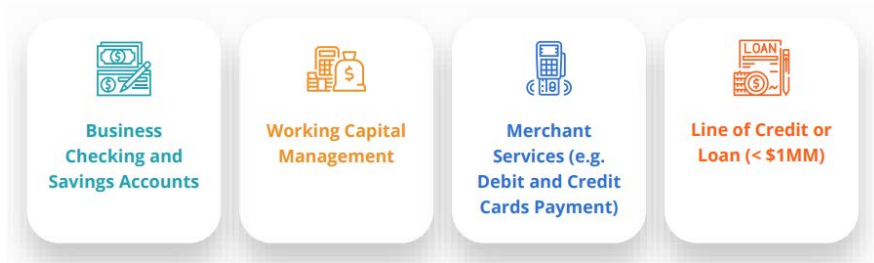 Business
Checking and
Savings Accounts
Working Capital
Management
Merchant
Services (e.g.
Debit and Credit
Cards Payment)
LOAN
Line of Credit or
Loan (< $1MM)